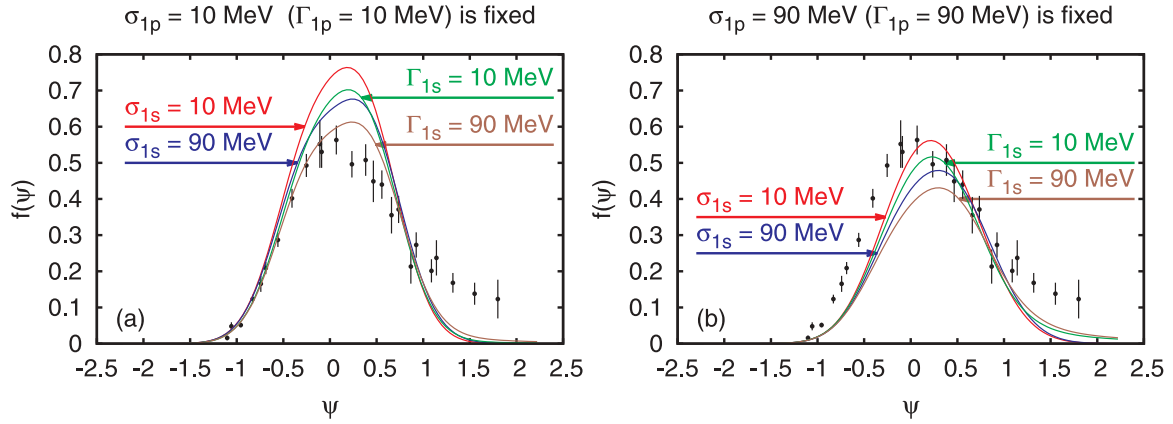 σ1p = 10 MeV (Γ1p = 10 MeV) is fixed
f(ψ)
0.8
0.7
0.6
0.5
0.4
0.3
0.2
0.1
0
σ1s = 10 MeV
σ1s = 90 MeV
Γ1s = 10 MeV
Γ1s = 90 MeV
(a)
-2.5 -2 -1.5 -1 -0.5 0 0.5 1 1.5 2 2.5
ψ
σ1p = 90 MeV (Γ1p = 90 MeV) is fixed
f(ψ)
0.8
0.7
0.6
0.5
0.4
0.3
0.2
0.1
0
Γ1s = 10 MeV
Γ1s = 90 MeV
σ1s = 10 MeV
σ1s = 90 MeV
(b)
-2.5 -2 -1.5 -1 -0.5 0 0.5 1 1.5 2 2.5
ψ